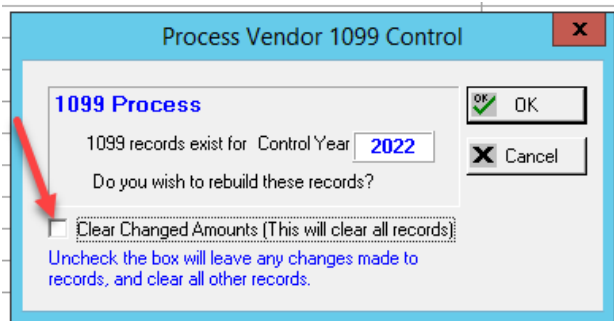 Process Vendor 1099 Control
x
1099 Process
1099 records exist for Control Year 2022
Do you wish to rebuild these records?
OK OK
Cancel
Clear Changed Amounts (This will clear all records)
Uncheck the box will leave any changes made to
records, and clear all other records.